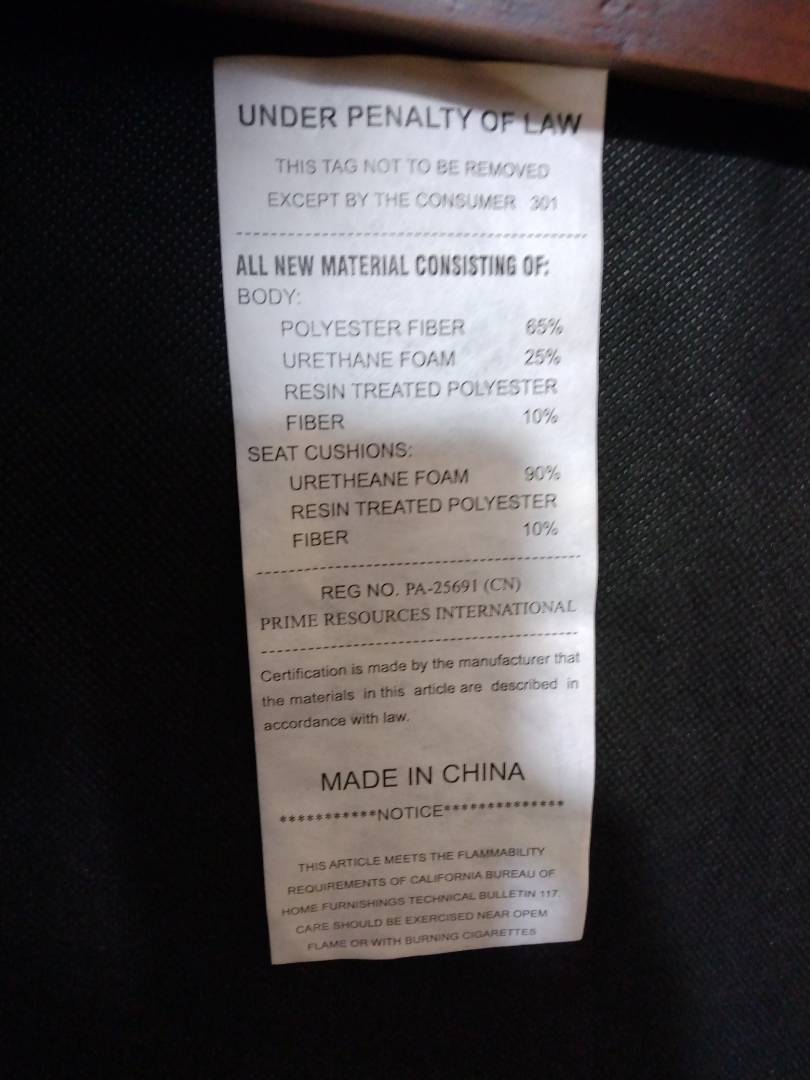 UNDER PENALTY OF LAW
THIS TAG NOT TO BE REMOVED
EXCEPT BY THE CONSUMER 301
ALL NEW MATERIAL CONSISTING OF:
BODY:
POLYESTER FIBER 65%
URETHANE FOAM 25%
RESIN TREATED POLYESTER
FIBER 10%
SEAT CUSHIONS:
URETHEANE FOAM 90%
RESIN TREATED POLYESTER
FIBER 10%
REG NO. PA-25691 (CN)
PRIME RESOURCES INTERNATIONAL
Certification is made by the manufacturer that
the materials in this article are described in
accordance with law.
MADE IN CHINA
***********NOTICE**************
THIS ARTICLE MEETS THE FLAMMABILITY
REQUIREMENTS OF CALIFORNIA BUREAU OF
HOME FURNISHINGS TECHNICAL BULLETIN 117.
CARE SHOULD BE EXERCISED NEAR OPEM
FLAME OR WITH BURNING CIGARETTES